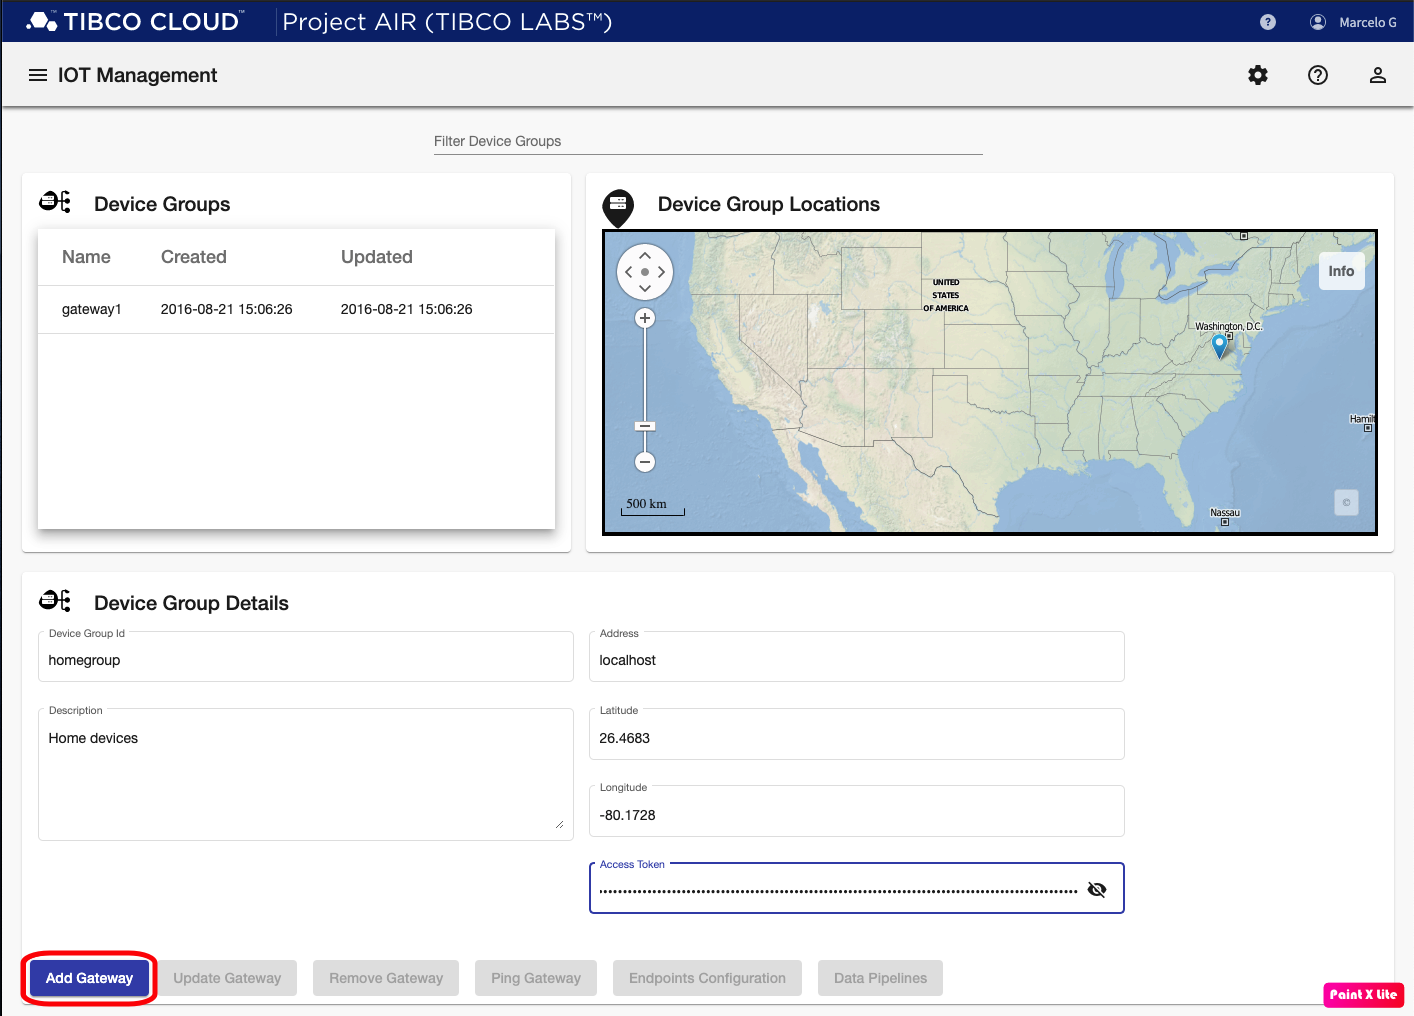 TIBCO CLOUD™ Project AIR (TIBCO LABS™)
Marcelo G
IOT Management
Filter Device Groups
Device Groups
Name Created Updated
gateway1 2016-08-21 15:06:26 2016-08-21 15:06:26
Device Group Locations
Info
UNITED
STATES
OF AMERICA
Washington, D.C.
Hamil
500 km
©
Nassau
Device Group Details
Device Group Id
homegroup
Address
localhost
Description
Home devices
Latitude
26.4683
Longitude
-80.1728
Access Token
Add Gateway Update Gateway Remove Gateway Ping Gateway Endpoints Configuration Data Pipelines
Paint X Lite